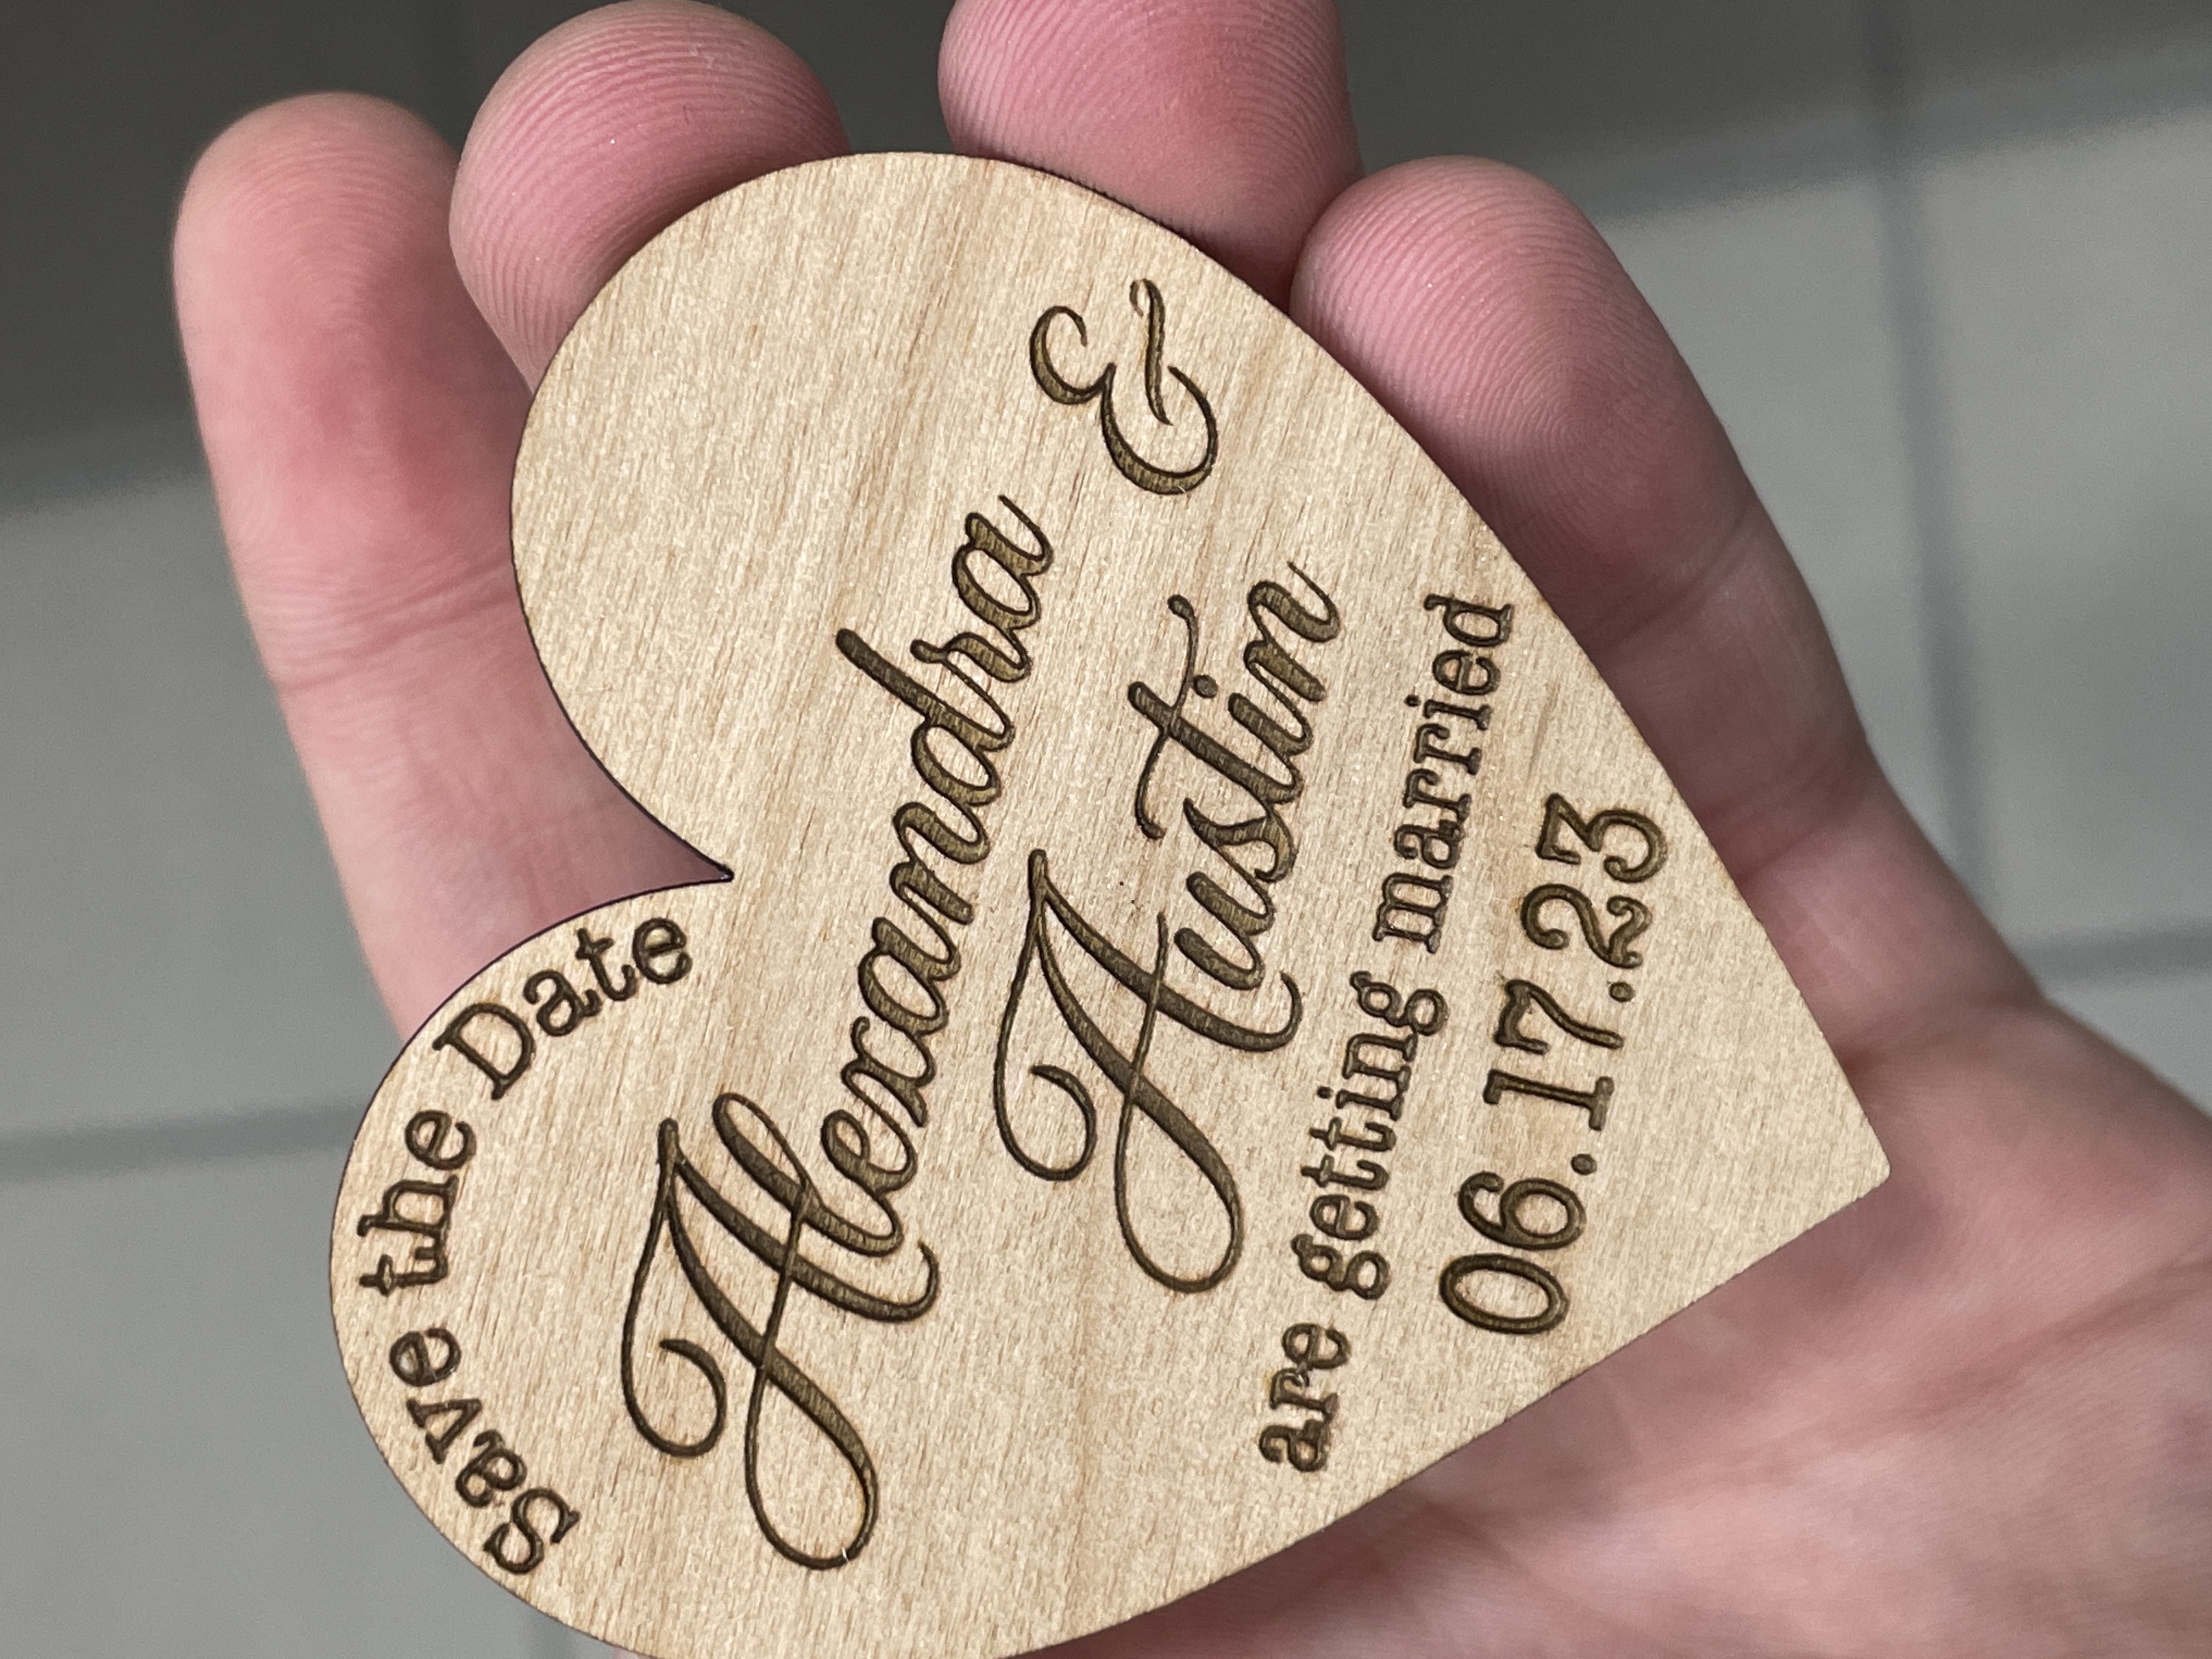 Save the Date
Alexandra &
Austin
are getting married
06.17.23